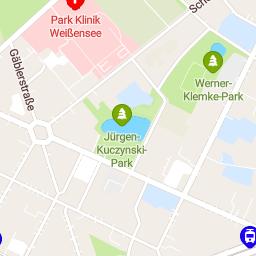 Park Klinik
Weißensee
Gäblerstraße
Werner-
Klemke-Park
Jürgen-
Kuczynski-
Park